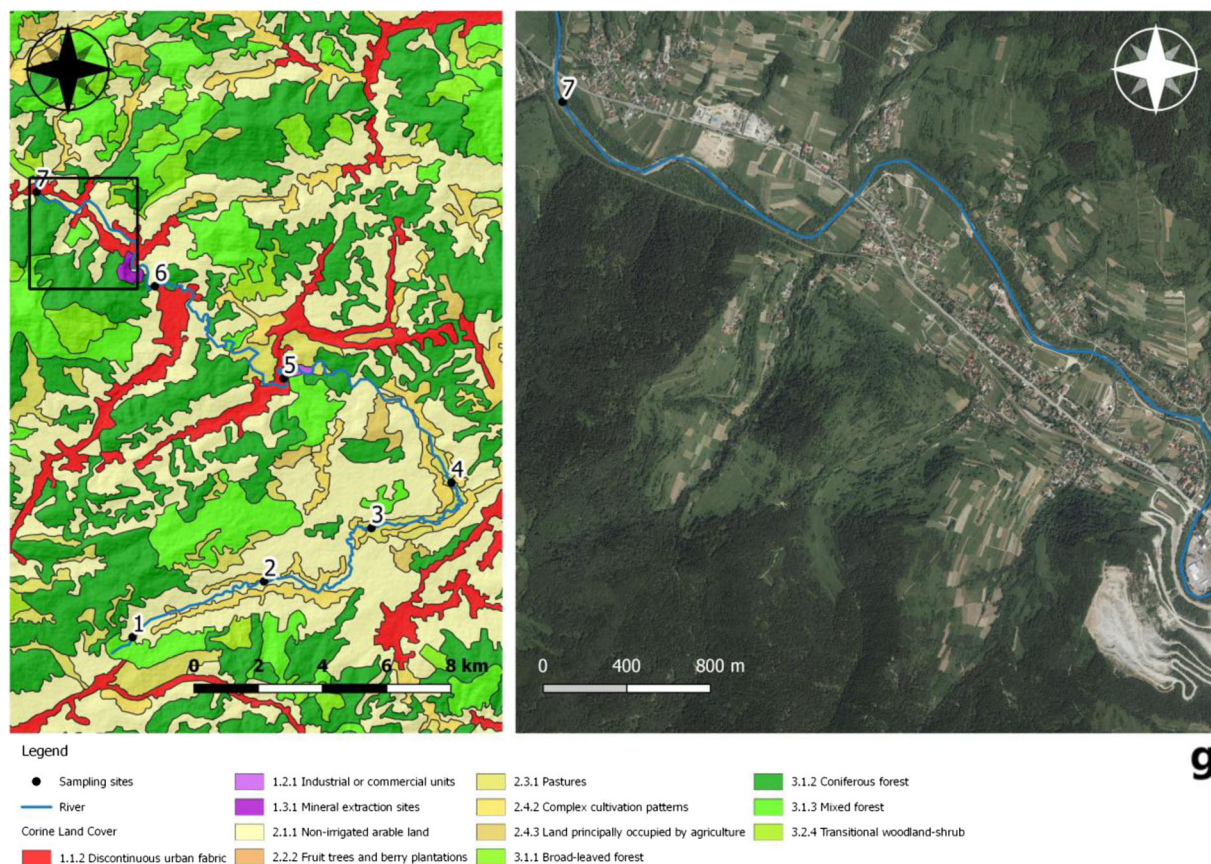 7
7
6
5
4
3
2
1
0 2 4 6 8 km
0 400 800 m
g
Legend
Sampling sites
River
Corine Land Cover
1.1.2 Discontinuous urban fabric
1.2.1 Industrial or commercial units
1.3.1 Mineral extraction sites
2.1.1 Non-irrigated arable land
2.2.2 Fruit trees and berry plantations
2.3.1 Pastures
2.4.2 Complex cultivation patterns
2.4.3 Land principally occupied by agriculture
3.1.1 Broad-leaved forest
3.1.2 Coniferous forest
3.1.3 Mixed forest
3.2.4 Transitional woodland-shrub